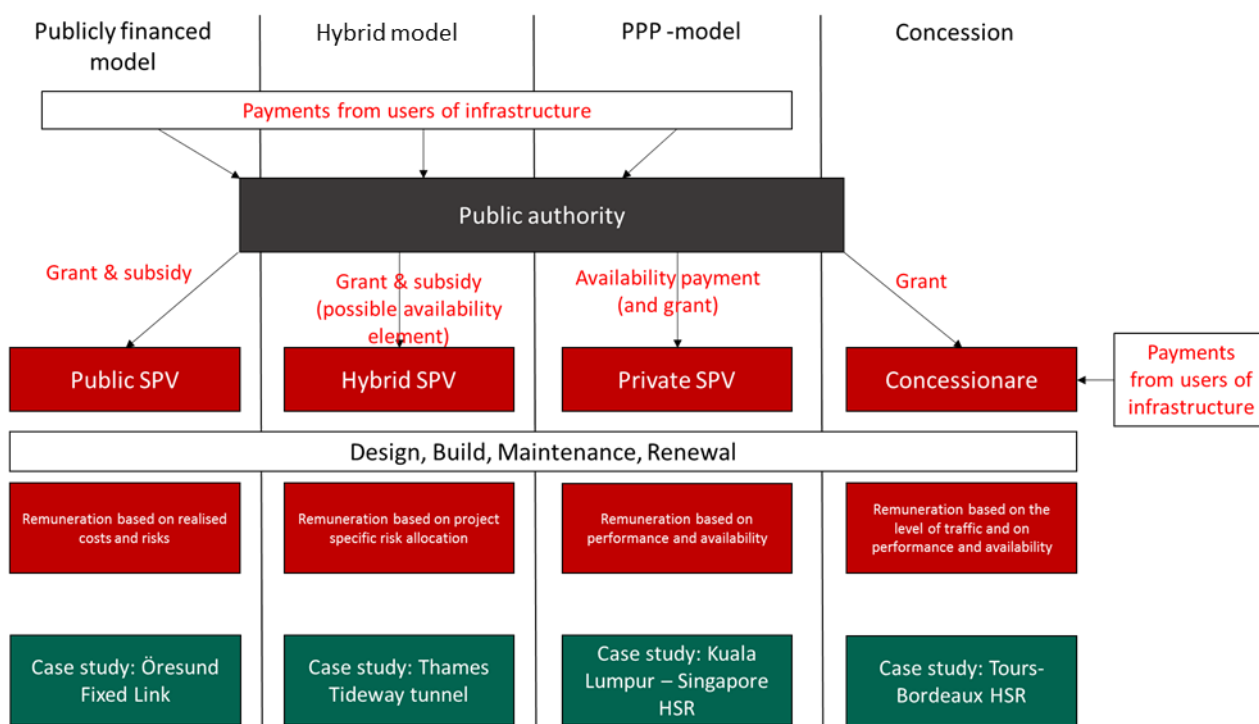 Publicly financed
model
Hybrid model
PPP -model
Concession
Payments from users of infrastructure
Public authority
Grant & subsidy
Grant & subsidy
(possible availability
element)
Availability payment
(and grant)
Grant
Public SPV
Hybrid SPV
Private SPV
Concessionare
Payments
from users of
infrastructure
Design, Build, Maintenance, Renewal
Remuneration based on realised
costs and risks
Remuneration based on project
specific risk allocation
Remuneration based on
performance and availability
Remuneration based on the
level of traffic and on
performance and availability
Case study: Öresund
Fixed Link
Case study: Thames
Tideway tunnel
Case study: Kuala
Lumpur – Singapore
HSR
Case study: Tours-
Bordeaux HSR